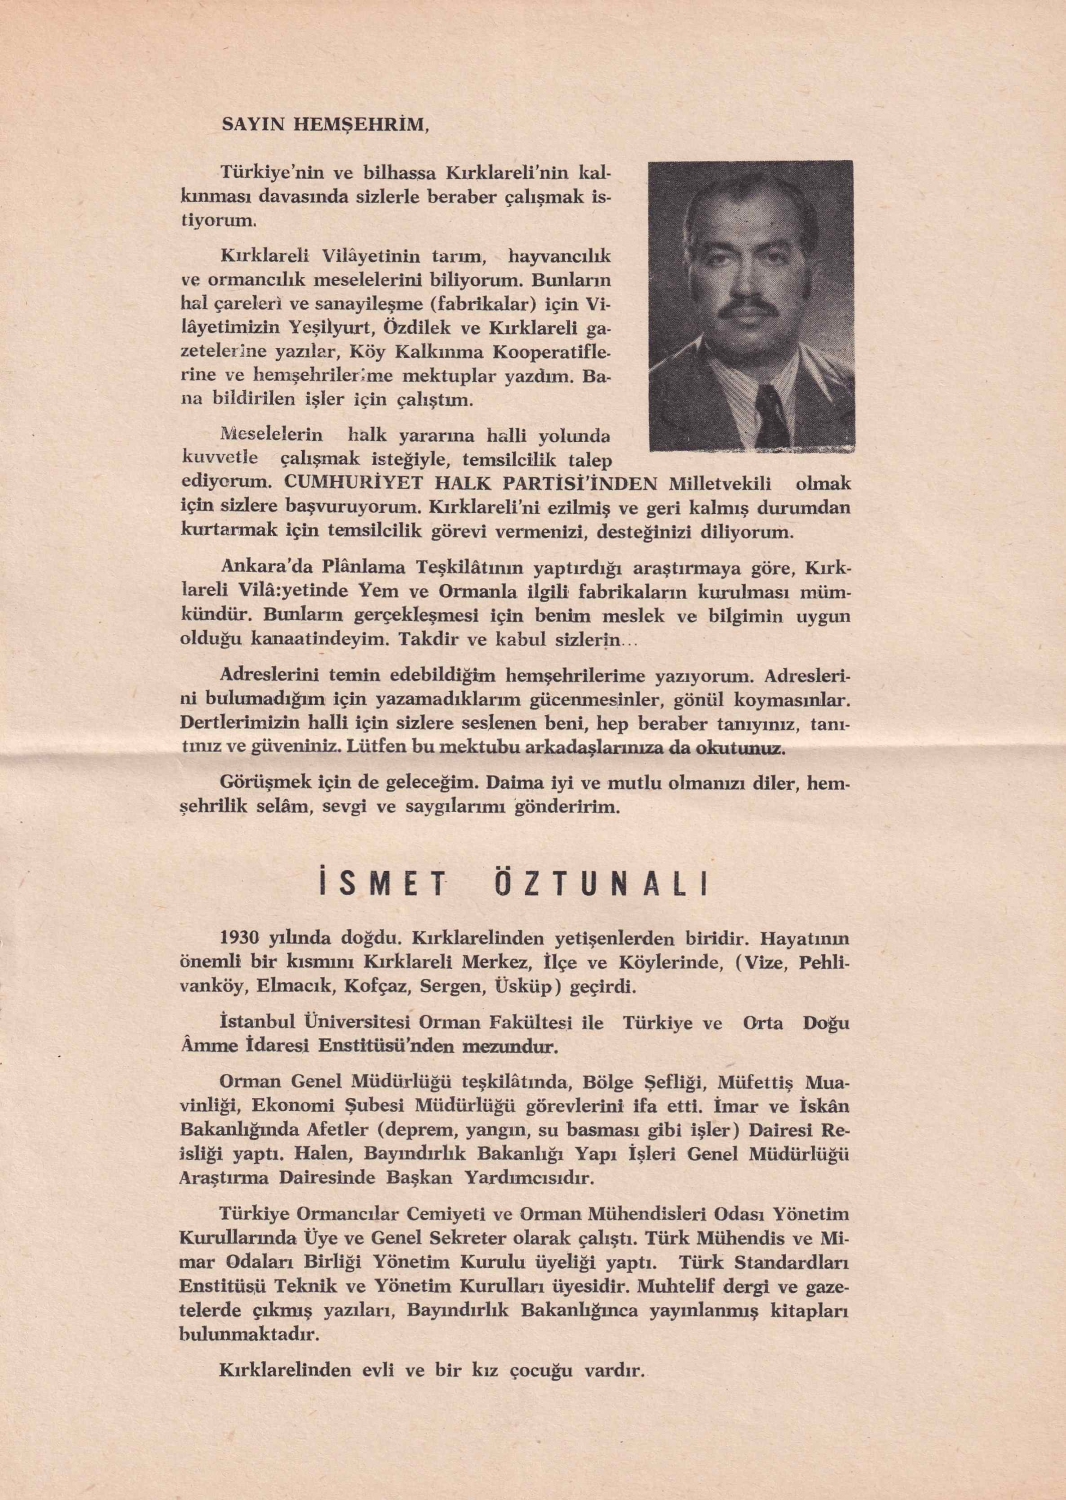 SAYIN HEMŞEHRİM,
Türkiye'nin ve bilhassa Kırklareli'nin kal-
kınması davasında sizlerle beraber çalışmak is-
tiyorum.
Kırklareli Vilâyetinin tarım, hayvancılık
ve ormancılık meselelerini biliyorum. Bunların
hal çareleri ve sanayileşme (fabrikalar) için Vi-
lâyetimizin Yeşilyurt, Özdilek ve Kırklareli ga-
zetelerine yazılar, Köy Kalkınma Kooperatifle-
rine ve hemşehrilerime mektuplar yazdım. Ba-
na bildirilen işler için çalıştım.
Meselelerin halk yararına halli yolunda
kuvvetle çalışmak isteğiyle, temsilcilik talep
ediyorum. CUMHURİYET HALK PARTİSİ'İNDEN Milletvekili olmak
için sizlere başvuruyorum. Kırklareli'ni ezilmiş ve geri kalmış durumdan
kurtarmak için temsilcilik görevi vermenizi, desteğinizi diliyorum.
Ankara'da Plânlama Teşkilâtının yaptırdığı araştırmaya göre, Kırk-
lareli Vilâ:yetinde Yem ve Ormanla ilgili fabrikaların kurulması müm-
kündür. Bunların gerçekleşmesi için benim meslek ve bilgimin uygun
olduğu kanaatindeyim. Takdir ve kabul sizlerin...
Adreslerini temin edebildiğim hemşehrilerime yazıyorum. Adresleri-
ni bulumadığım için yazamadıklarım gücenmesinler, gönül koymasınlar.
Dertlerimizin halli için sizlere seslenen beni, hep beraber tanıyınız, tanı-
tınız ve güveniniz. Lütfen bu mektubu arkadaşlarınıza da okutunuz.
Görüşmek için de geleceğim. Daima iyi ve mutlu olmanızı diler, hem-
şehrilik selâm, sevgi ve saygılarımı gönderirim.
İSMET ÖZTUNALI
1930 yılında doğdu. Kırklarelinden yetişenlerden biridir. Hayatının
önemli bir kısmını Kırklareli Merkez, İlçe ve Köylerinde, (Vize, Pehli-
vanköy, Elmacık, Kofçaz, Sergen, Üsküp) geçirdi.
İstanbul Üniversitesi Orman Fakültesi ile Türkiye ve Orta Doğu
Âmme İdaresi Enstitüsü'nden mezundur.
Orman Genel Müdürlüğü teşkilâtında, Bölge Şefliği, Müfettiş Mua-
vinliği, Ekonomi Şubesi Müdürlüğü görevlerini ifa etti. İmar ve İskân
Bakanlığında Afetler (deprem, yangın, su basması gibi işler) Dairesi Re-
isliği yaptı. Halen, Bayındırlık Bakanlığı Yapı İşleri Genel Müdürlüğü
Araştırma Dairesinde Başkan Yardımcısıdır.
Türkiye Ormancılar Cemiyeti ve Orman Mühendisleri Odası Yönetim
Kurullarında Üye ve Genel Sekreter olarak çalıştı. Türk Mühendis ve Mi-
mar Odaları Birliği Yönetim Kurulu üyeliği yaptı. Türk Standardları
Enstitüsü Teknik ve Yönetim Kurulları üyesidir. Muhtelif dergi ve gaze-
telerde çıkmış yazıları, Bayındırlık Bakanlığınca yayınlanmış kitapları
bulunmaktadır.
Kırklarelinden evli ve bir kız çocuğu vardır.